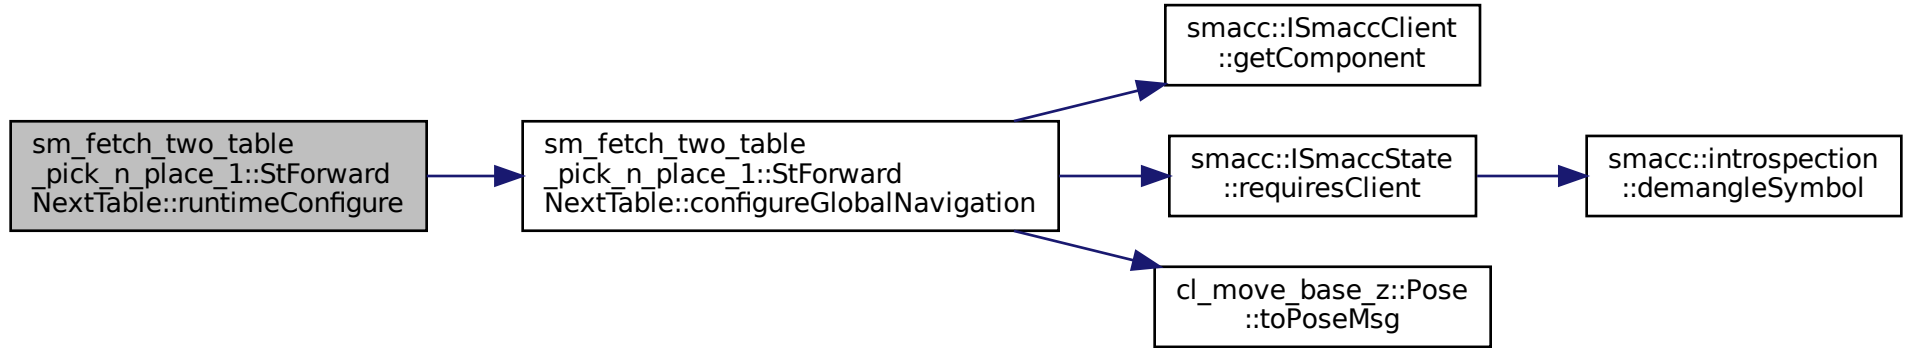 sm_fetch_two_table
_pick_n_place_1::StForward
NextTable::runtimeConfigure
sm_fetch_two_table
_pick_n_place_1::StForward
NextTable::configureGlobalNavigation
smacc::ISmaccClient
::getComponent
smacc::ISmaccState
::requiresClient
smacc::introspection
::demangleSymbol
cl_move_base_z::Pose
::toPoseMsg